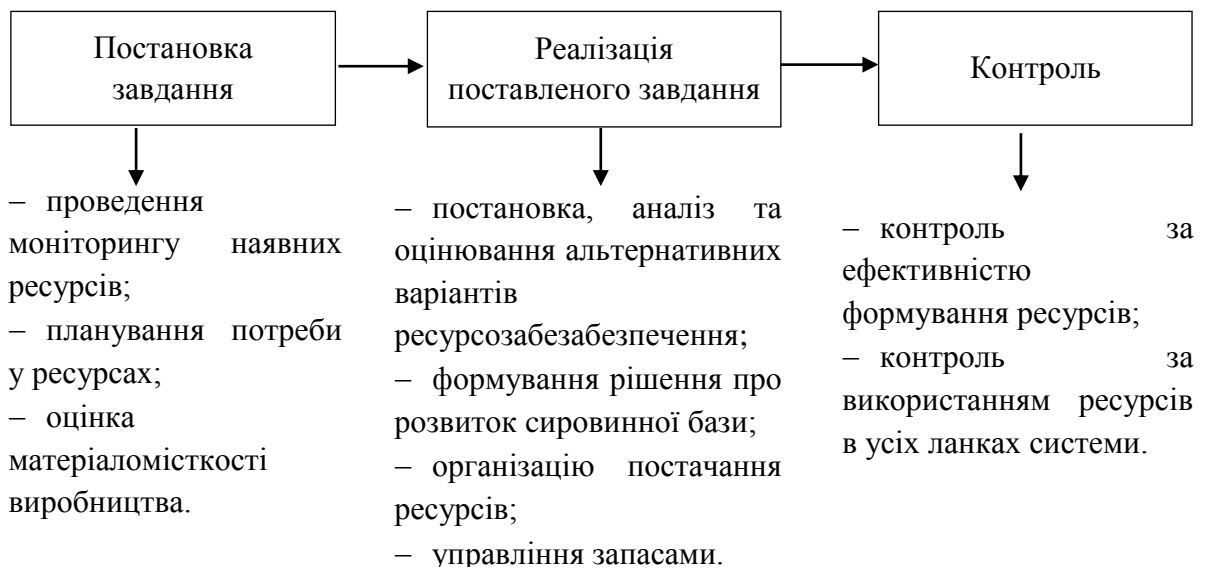 Постановка
завдання
Реалізація
поставленого завдання
Контроль
– проведення
моніторингу наявних
ресурсів;
– планування потреби
у ресурсах;
– оцінка
матеріаломісткості
виробництва.
– постановка, аналіз та
оцінювання альтернативних
варіантів
ресурсозабезабезпечення;
– формування рішення про
розвиток сировинної бази;
– організацію постачання
ресурсів;
– управління запасами.
– контроль за
ефективністю
формування ресурсів;
– контроль за
використанням ресурсів
в усіх ланках системи.